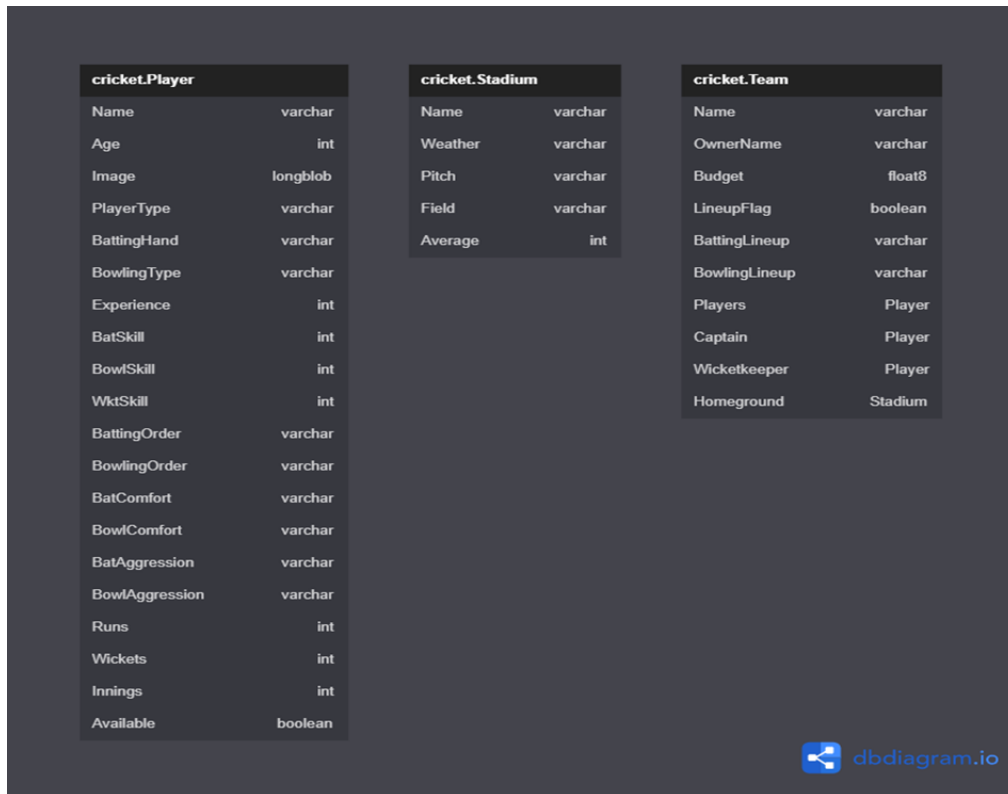 cricket.Player
Name varchar
Age int
Image longblob
PlayerType varchar
BattingHand varchar
BowlingType varchar
Experience int
BatSkill int
BowlSkill int
WktSkill int
BattingOrder varchar
BowlingOrder varchar
BatComfort varchar
BowlComfort varchar
BatAggression varchar
BowlAggression varchar
Runs int
Wickets int
Innings int
Available boolean
cricket.Stadium
Name varchar
Weather varchar
Pitch varchar
Field varchar
Average int
cricket.Team
Name varchar
OwnerName varchar
Budget float8
LineupFlag boolean
BattingLineup varchar
BowlingLineup varchar
Players Player
Captain Player
Wicketkeeper Player
Homeground Stadium
dbdiagram.io